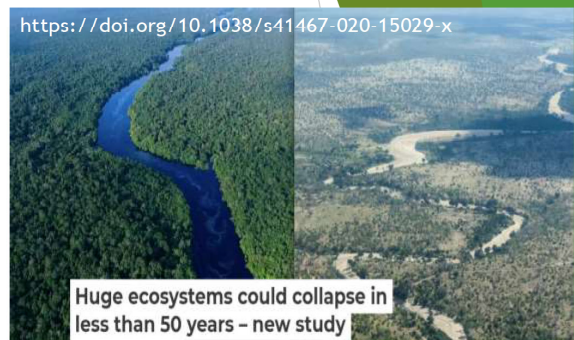 https://doi.org/10.1038/s41467-020-15029-x
Huge ecosystems could collapse in
less than 50 years – new study